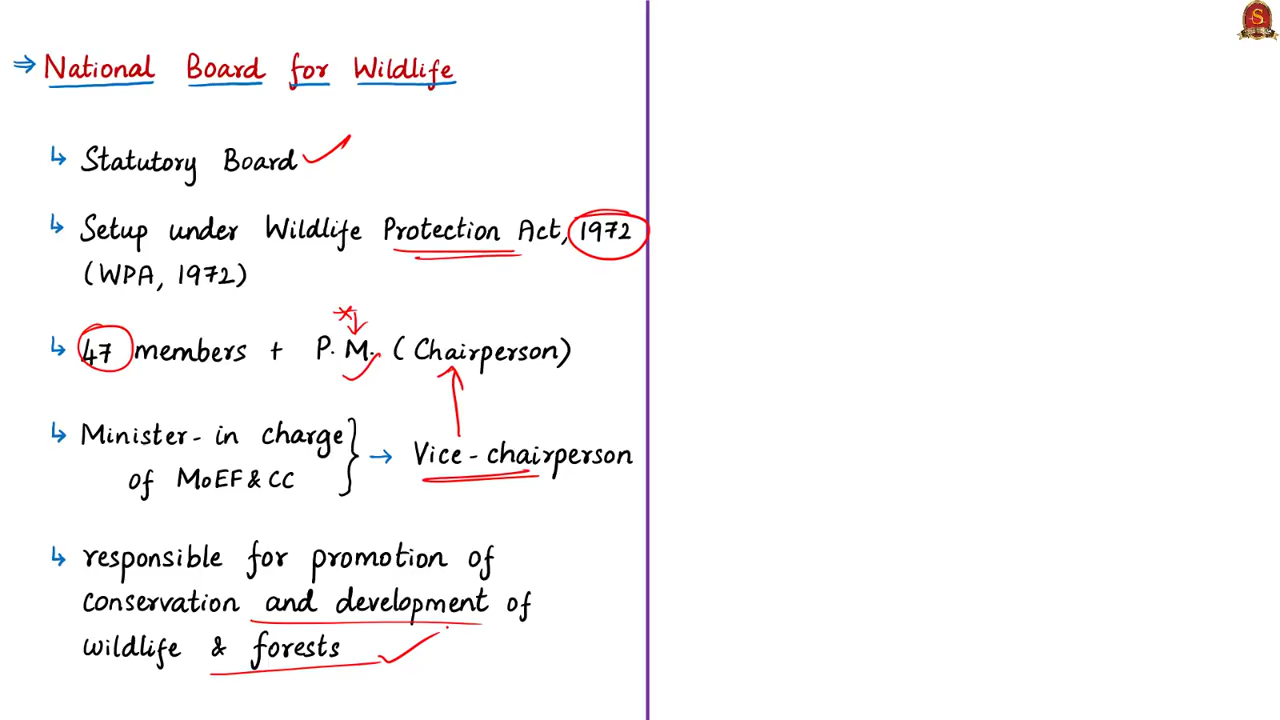 ⇒ National Board for Wildlife
↳ Statutory Board
↳ Setup under Wildlife Protection Act, 1972
(WPA, 1972)
↳ 47 members + P.M. (Chairperson)
↳ Minister-in charge
of MoEF&CC } → Vice-chairperson
↳ responsible for promotion of
conservation and development of
wildlife & forests
S